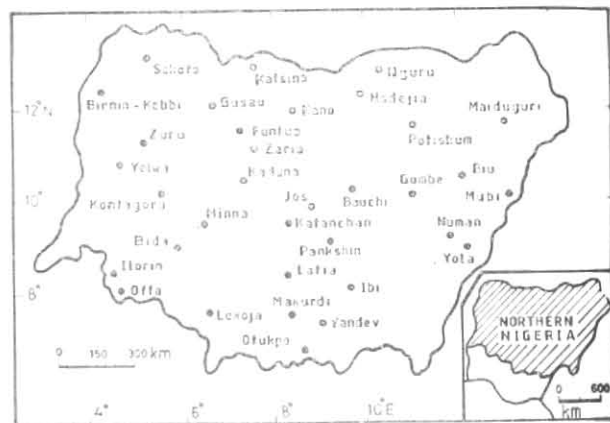 Sokoto Katsina Nguru
Birnin-Kebbi Gusau Kano Hadejia Maiduguri
12°
Zuru Funtua Potiskum
Yelwa Zaria
Kaduna Gombe Biu
10° Kontagora Jos Bauchi Mubi
Minna Kafanchan Numan
Bida Pankshin Yola
Ilorin Lafia
8° Offa Ibi
Lokoja Makurdi
Yandev
Otukpo
0 150 300 km
4° 6° 8° 10°E
NORTHERN
NIGERIA
0 600
km